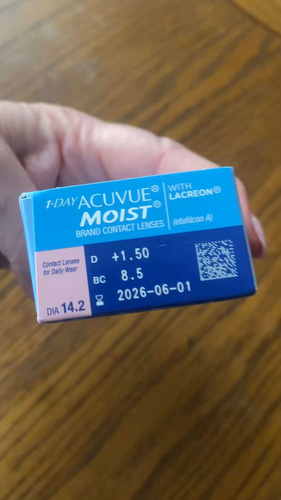 1-DAY ACUVUE®
MOIST®
BRAND CONTACT LENSES
WITH
LACREON®
(etafilcon A)
Contact Lenses
for Daily Wear
DIA 14.2
D +1.50
BC 8.5
2026-06-01